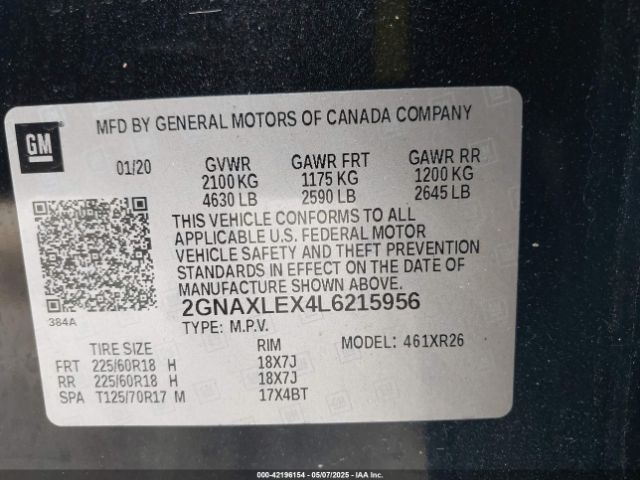 GM
MFD BY GENERAL MOTORS OF CANADA COMPANY
01/20 GVWR GAWR FRT GAWR RR
2100 KG 1175 KG 1200 KG
4630 LB 2590 LB 2645 LB
THIS VEHICLE CONFORMS TO ALL
APPLICABLE U.S. FEDERAL MOTOR
VEHICLE SAFETY AND THEFT PREVENTION
STANDARDS IN EFFECT ON THE DATE OF
MANUFACTURE SHOWN ABOVE.
384A
2GNAXLEX4L6215956
TYPE: M.P.V. MODEL: 461XR26
TIRE SIZE RIM
FRT 225/60R18 H 18X7J
RR 225/60R18 H 18X7J
SPA T125/70R17 M 17X4BT
000-42196154 - 05/07/2025 - IAAI.COM